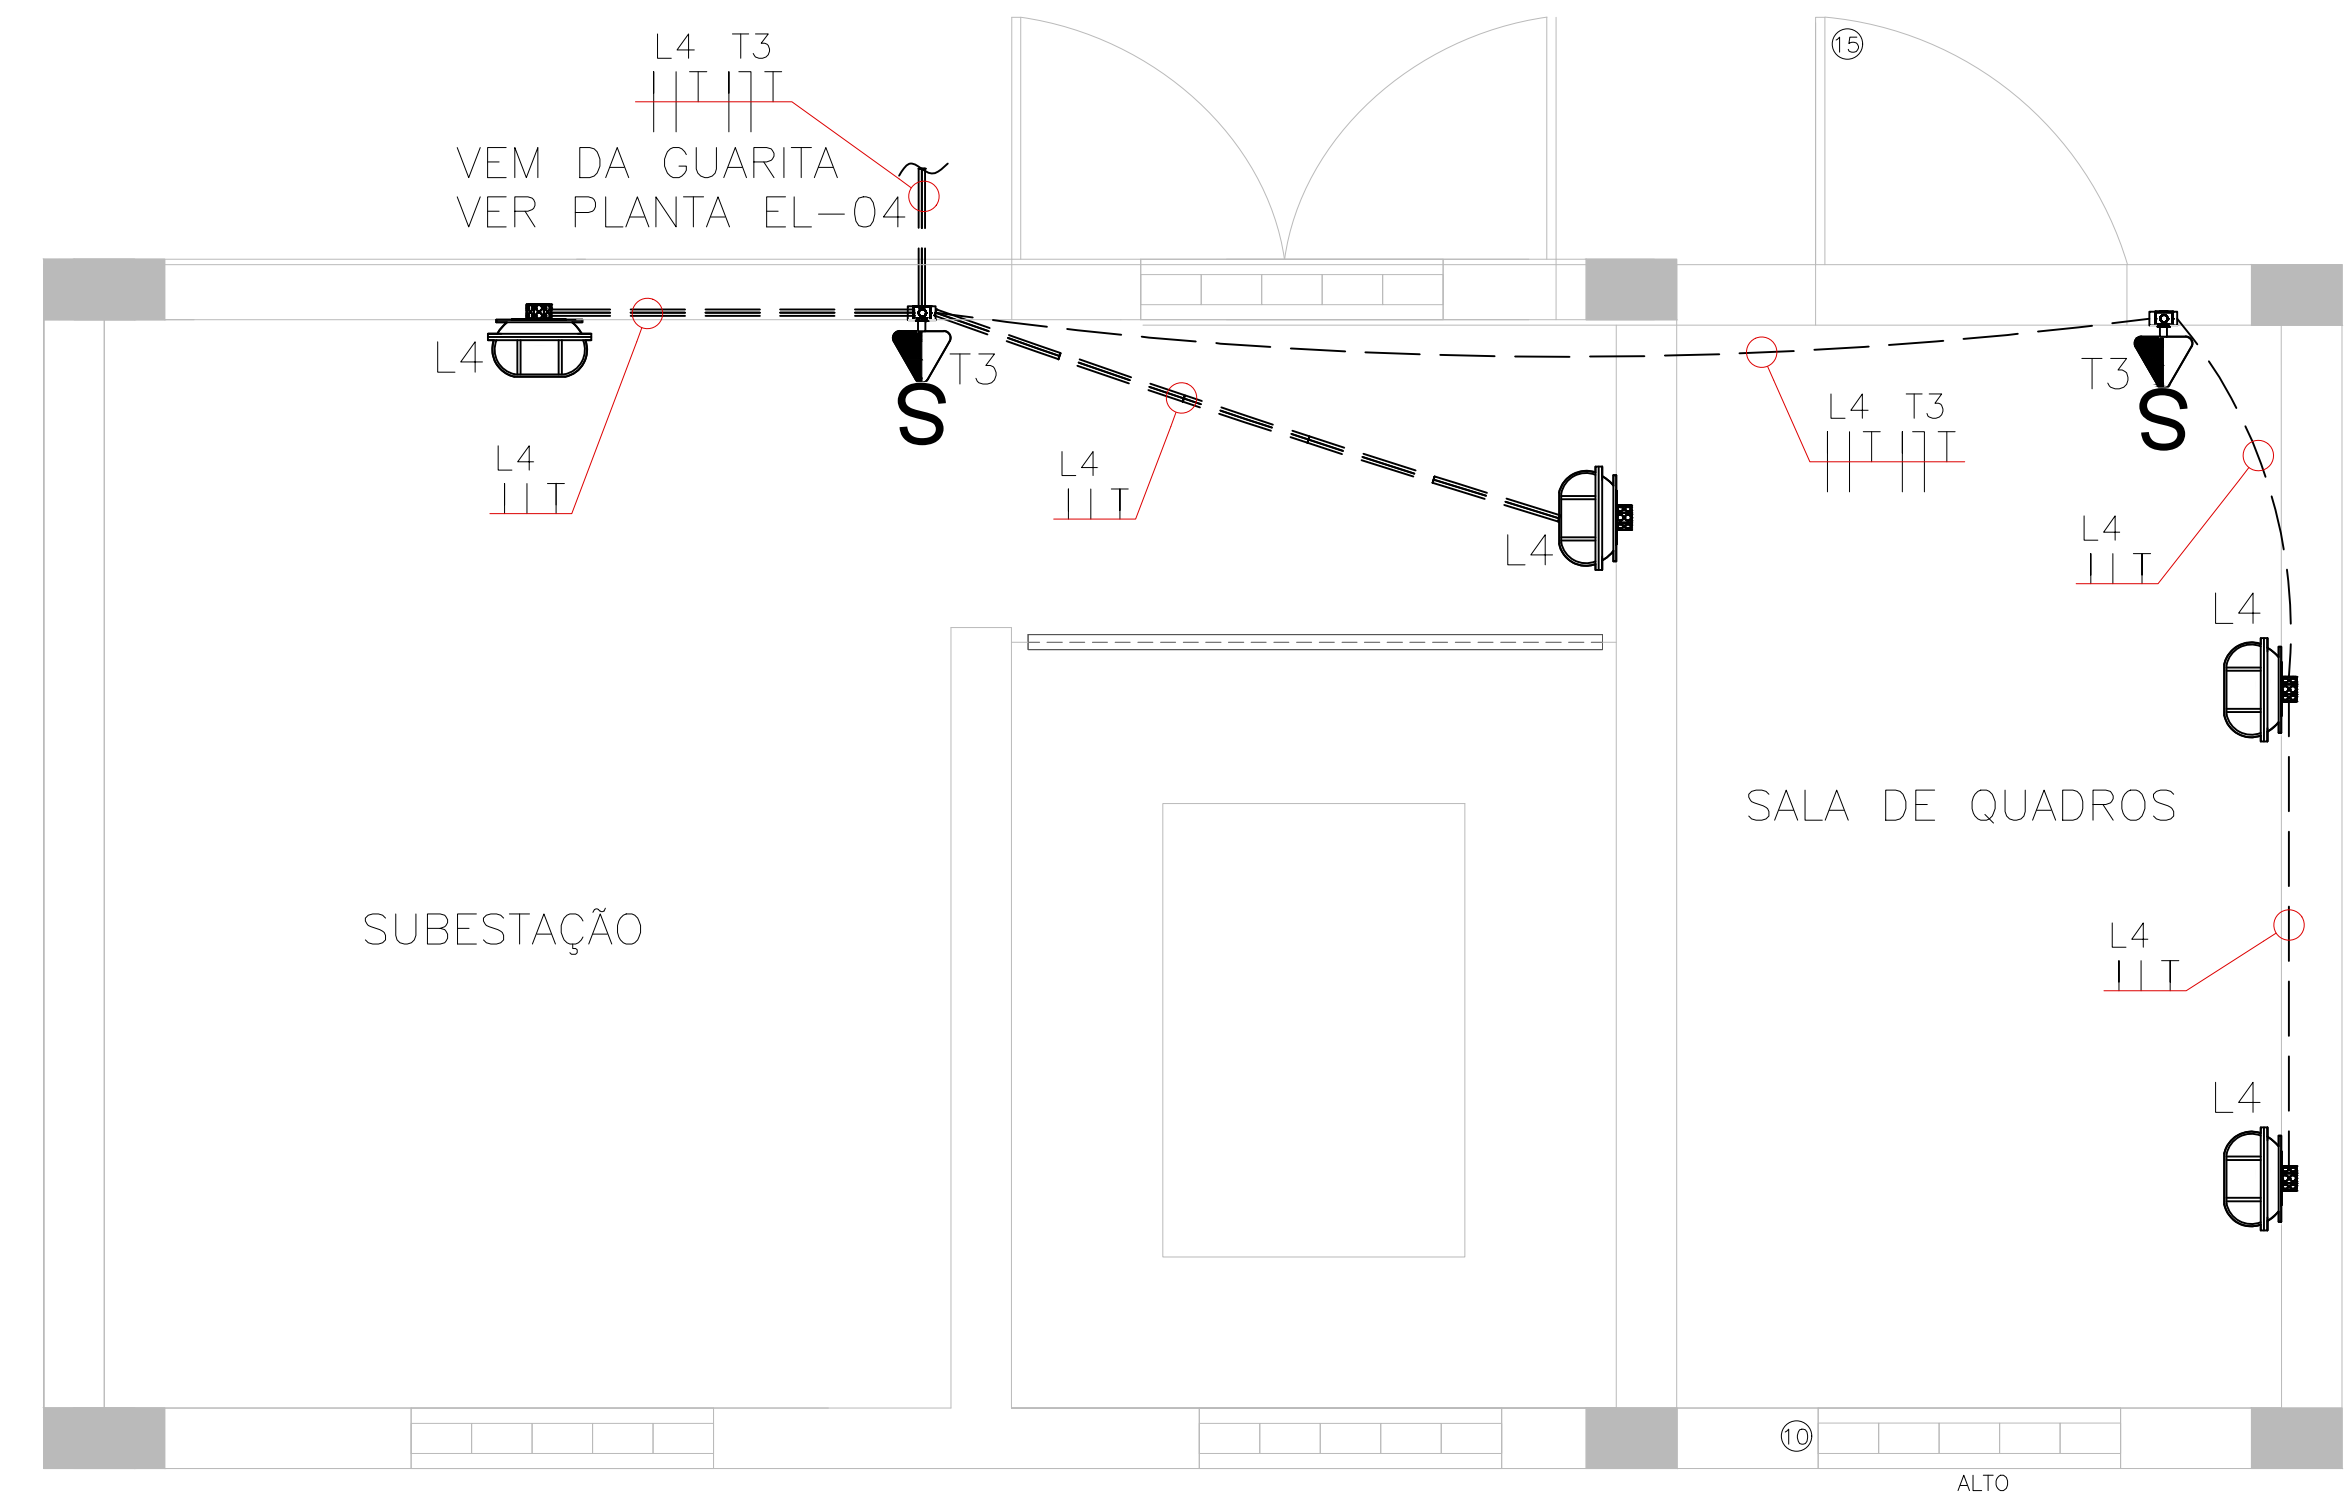 L4 T3
15
VEM DA GUARITA
VER PLANTA EL-04
L4
T3
S
T3
S
L4 T3
L4
L4
L4
L4
L4
SALA DE QUADROS
SUBESTAÇÃO
L4
L4
10
ALTO